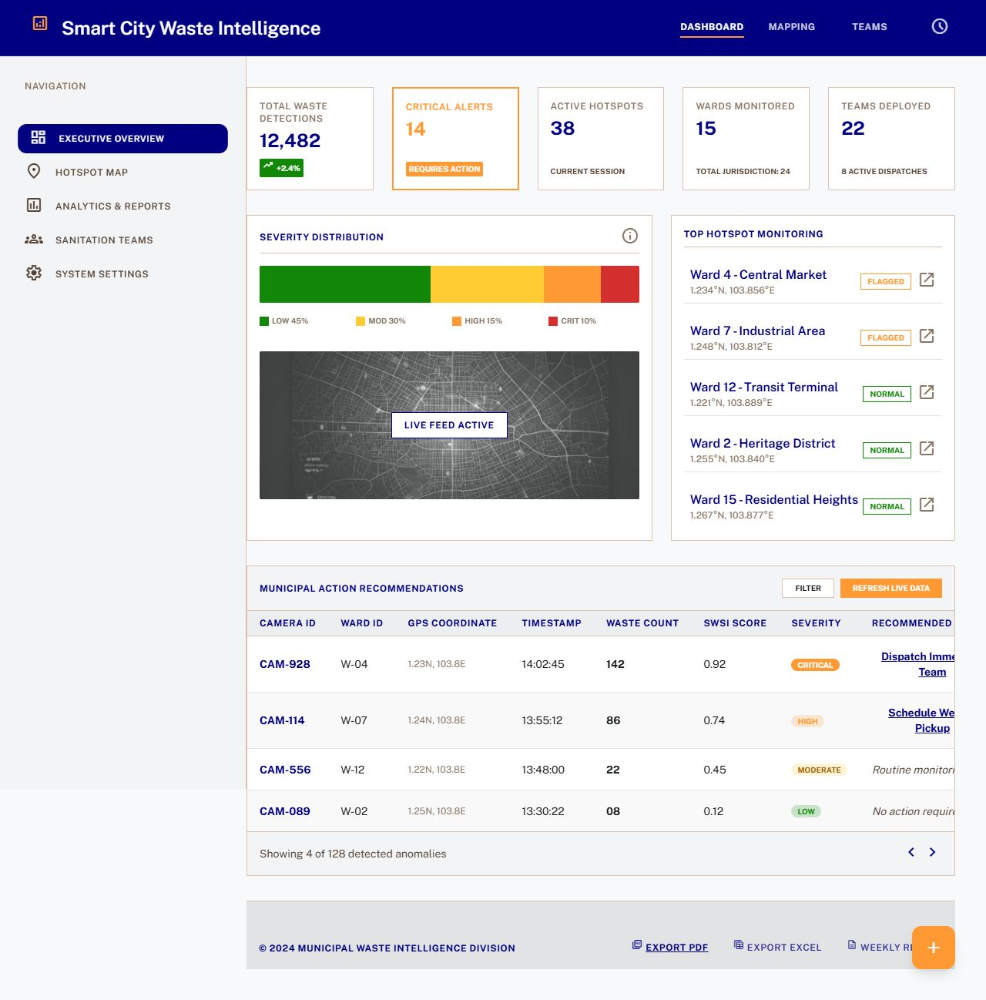 Smart City Waste Intelligence
DASHBOARD
MAPPING
TEAMS
NAVIGATION
EXECUTIVE OVERVIEW
HOTSPOT MAP
ANALYTICS & REPORTS
SANITATION TEAMS
SYSTEM SETTINGS
TOTAL WASTE
DETECTIONS
12,482
+2.4%
CRITICAL ALERTS
14
REQUIRES ACTION
ACTIVE HOTSPOTS
38
CURRENT SESSION
WARDS MONITORED
15
TOTAL JURISDICTION: 24
TEAMS DEPLOYED
22
8 ACTIVE DISPATCHES
SEVERITY DISTRIBUTION
LOW 45%
MOD 30%
HIGH 15%
CRIT 10%
LIVE FEED ACTIVE
TOP HOTSPOT MONITORING
Ward 4 - Central Market
1.234°N, 103.856°E
FLAGGED
Ward 7 - Industrial Area
1.248°N, 103.812°E
FLAGGED
Ward 12 - Transit Terminal
1.221°N, 103.889°E
NORMAL
Ward 2 - Heritage District
1.255°N, 103.840°E
NORMAL
Ward 15 - Residential Heights
1.267°N, 103.877°E
NORMAL
MUNICIPAL ACTION RECOMMENDATIONS
FILTER
REFRESH LIVE DATA
CAMERA ID WARD ID GPS COORDINATE TIMESTAMP WASTE COUNT SWSI SCORE SEVERITY RECOMMENDED
CAM-928 W-04 1.23N, 103.8E 14:02:45 142 0.92 CRITICAL Dispatch Imme
Team
CAM-114 W-07 1.24N, 103.8E 13:55:12 86 0.74 HIGH Schedule We
Pickup
CAM-556 W-12 1.22N, 103.8E 13:48:00 22 0.45 MODERATE Routine monitori
CAM-089 W-02 1.25N, 103.8E 13:30:22 08 0.12 LOW No action require
Showing 4 of 128 detected anomalies
© 2024 MUNICIPAL WASTE INTELLIGENCE DIVISION
EXPORT PDF
EXPORT EXCEL
WEEKLY RE